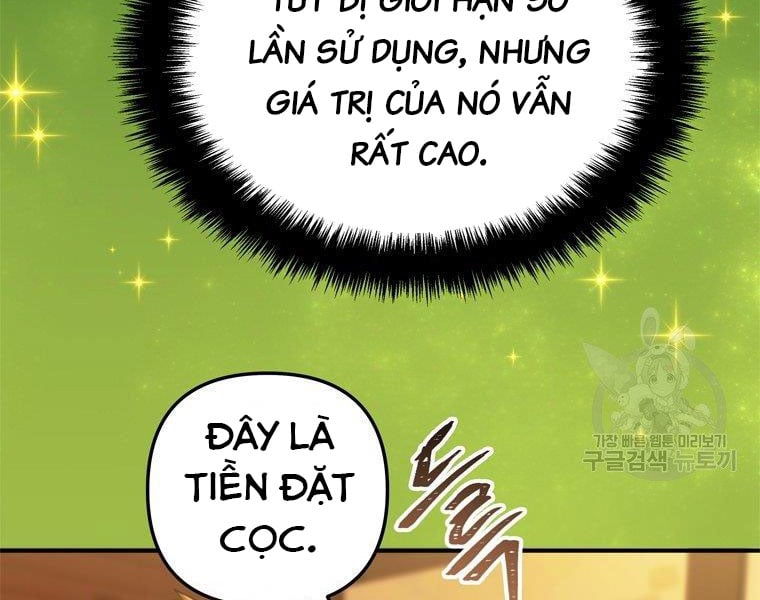 LẦN SỬ DỤNG, NHƯNG
GIÁ TRỊ CỦA NÓ VẪN
RẤT CAO.
ĐÂY LÀ
TIỀN ĐẶT
CỌC.
가장 빠른 웹툰 미리보기
구글검색 뉴토끼